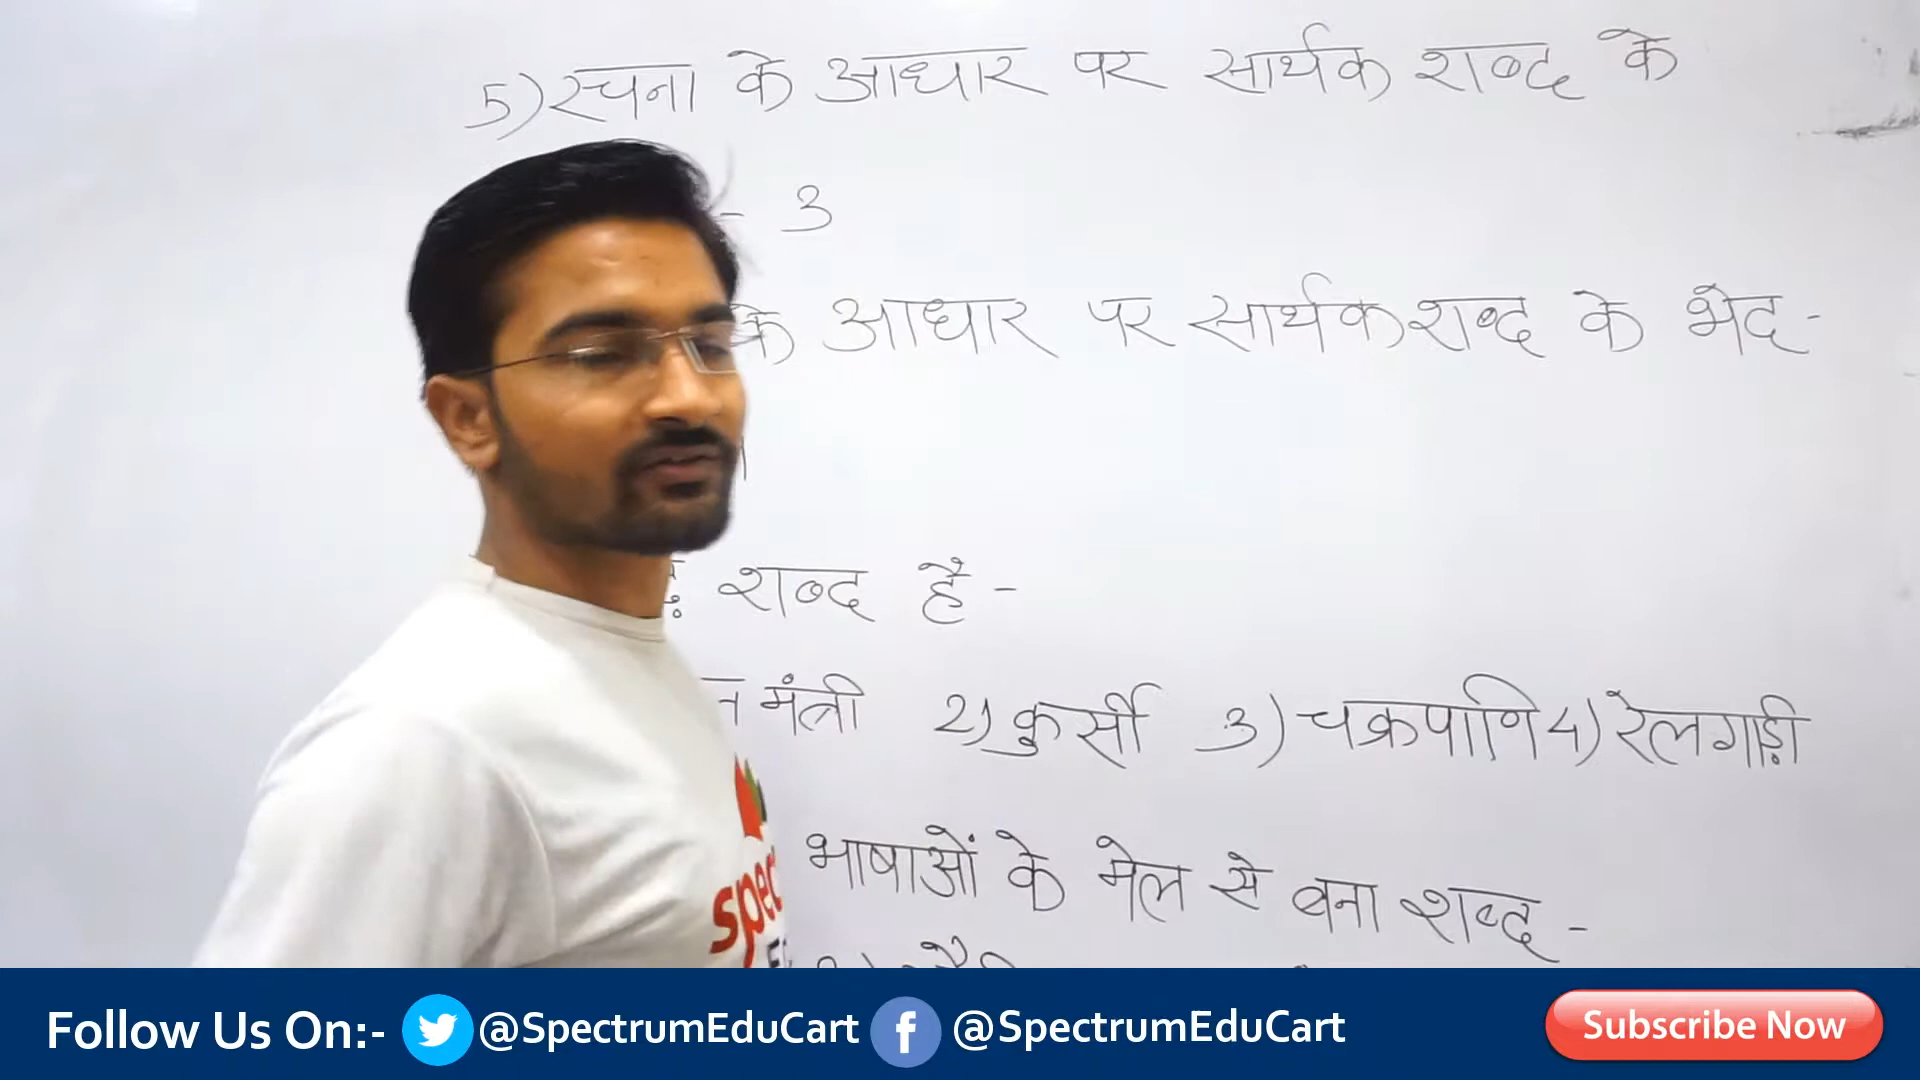 5) रचना के आधार पर सार्थक शब्द के
- 3
के आधार पर सार्थक शब्द के भेद -
शब्द है -
मंत्री 2) कुर्सी 3) चक्रपाणि 4) रेलगाड़ी
भाषाओं के मेल से बना शब्द -
spec
Follow Us On:- @SpectrumEduCart @SpectrumEduCart Subscribe Now